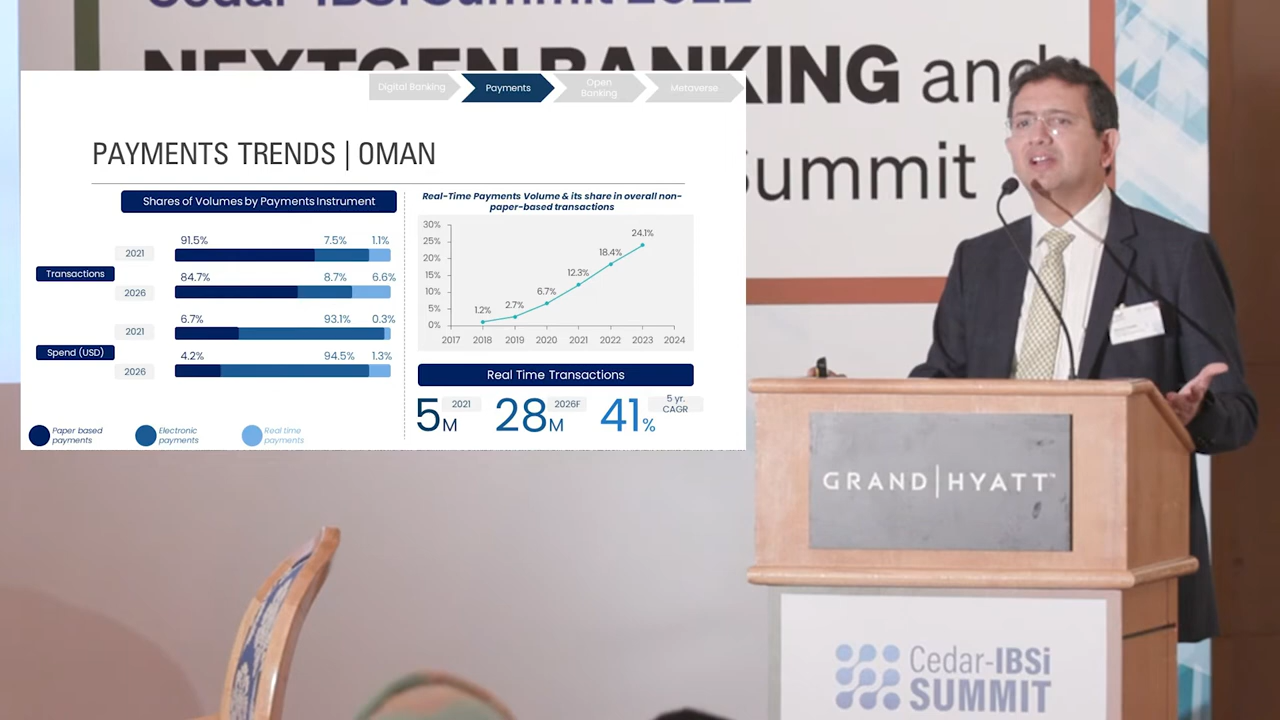 Cedar-IBSi Summit 2022
NEXTGEN BANKING and
Summit
Digital Banking
Payments
Open
Banking
Metaverse
PAYMENTS TRENDS | OMAN
Shares of Volumes by Payments Instrument
91.5% 7.5% 1.1%
2021
Transactions
84.7% 8.7% 6.6%
2026
6.7% 93.1% 0.3%
2021
Spend (USD)
4.2% 94.5% 1.3%
2026
Paper based
payments
Electronic
payments
Real time
payments
Real-Time Payments Volume & its share in overall non-
paper-based transactions
30%
25%
20%
15%
10%
5%
0%
1.2%
2.7%
6.7%
12.3%
18.4%
24.1%
2017 2018 2019 2020 2021 2022 2023 2024
Real Time Transactions
5M 2021
28M 2026F
41% 5 yr.
CAGR
GRAND|HYATT™
Cedar-IBSi
SUMMIT